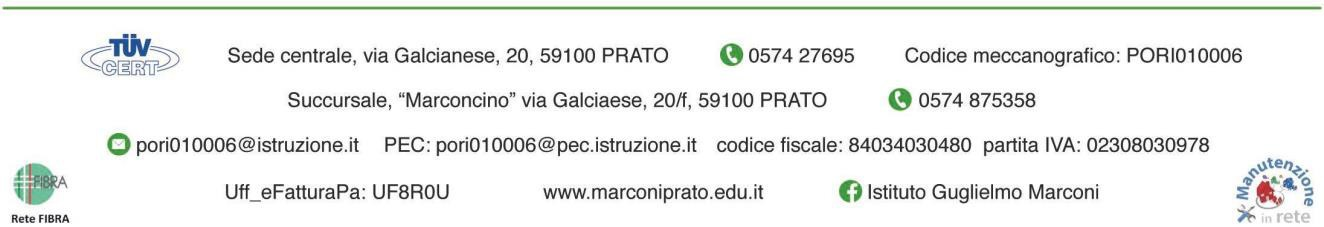 TÜV CERT
Sede centrale, via Galcianese, 20, 59100 PRATO 0574 27695 Codice meccanografico: PORI010006
Succursale, “Marconcino” via Galciaese, 20/f, 59100 PRATO 0574 875358
pori010006@istruzione.it PEC: pori010006@pec.istruzione.it codice fiscale: 84034030480 partita IVA: 02308030978
FIBRA
Rete FIBRA
Uff_eFatturaPa: UF8R0U www.marconiprato.edu.it Istituto Guglielmo Marconi
Manutenzione in rete